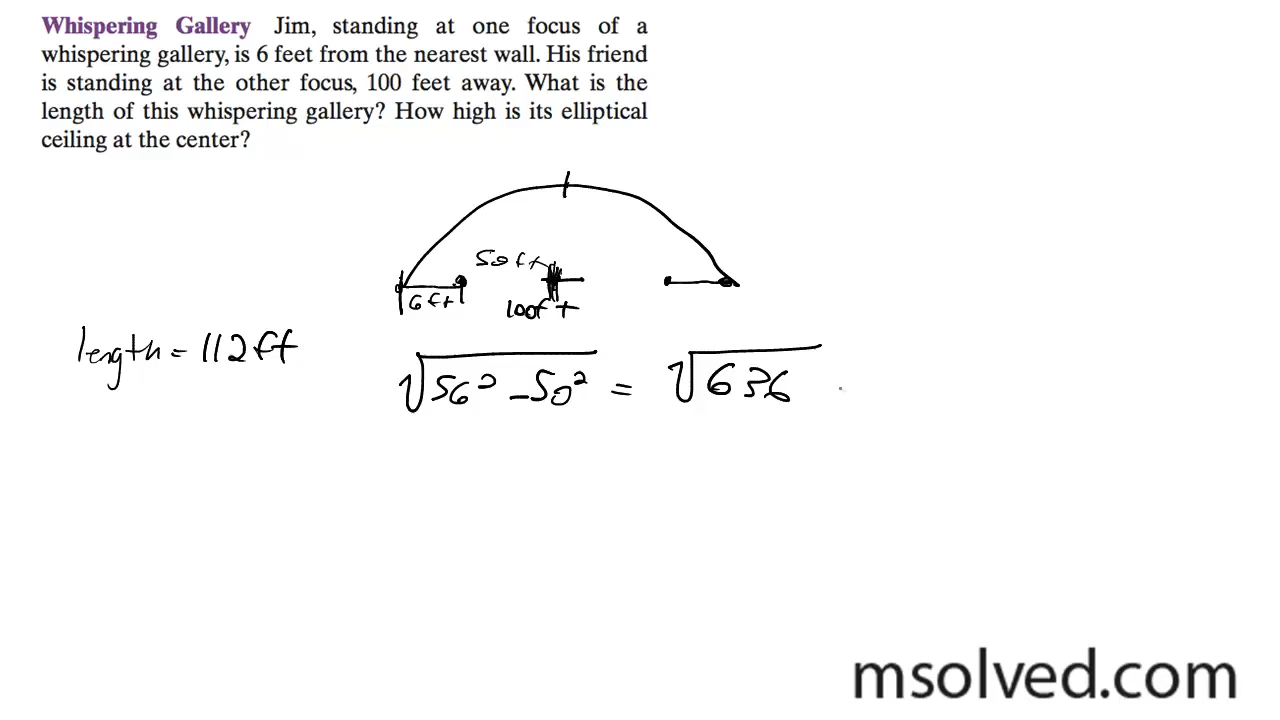 Whispering Gallery Jim, standing at one focus of a
whispering gallery, is 6 feet from the nearest wall. His friend
is standing at the other focus, 100 feet away. What is the
length of this whispering gallery? How high is its elliptical
ceiling at the center?
50 ft
6 ft
100ft
length = 112 ft
√56² - 50² = √636
msolved.com